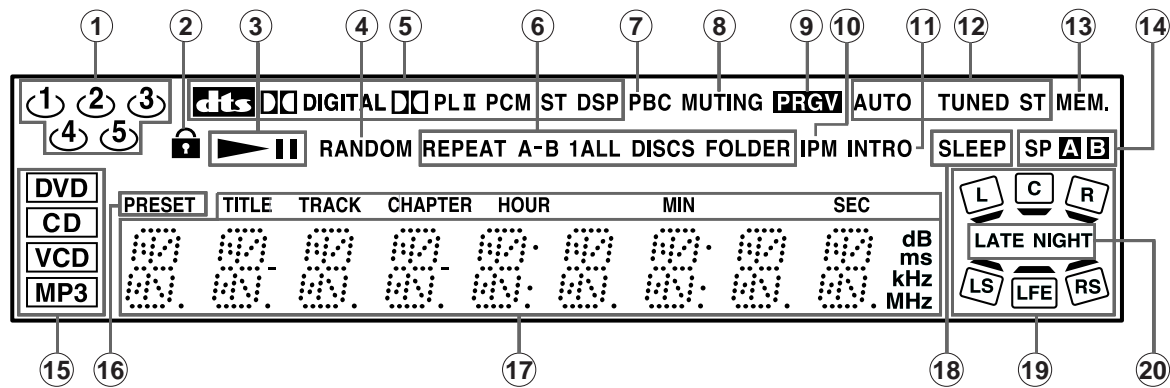 1 2 3 4 5 6 7 8 9 10 11 12 13 14
1 2 3 dts DIGITAL PL II PCM ST DSP PBC MUTING PRGV AUTO TUNED ST MEM.
4 5 RANDOM REPEAT A-B 1ALL DISCS FOLDER IPM INTRO SLEEP SP A B
DVD PRESET TITLE TRACK CHAPTER HOUR MIN SEC L C R
CD
VCD dB LATE NIGHT
ms
kHz
MP3 MHz LS LFE RS
15 16 17 18 19 20